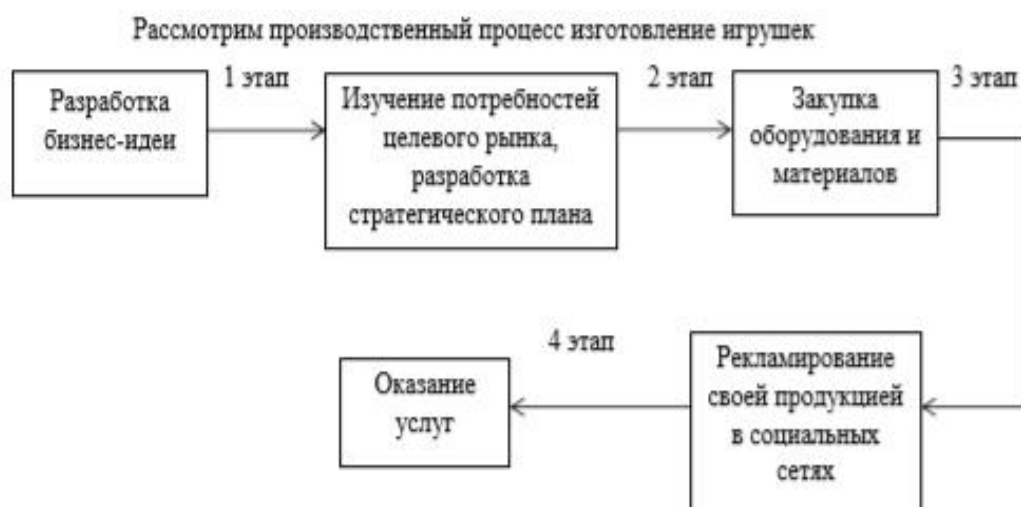 Рассмотрим производственный процесс изготовление игрушек
Разработка
бизнес-идеи
1 этап
Изучение потребностей
целевого рынка,
разработка
стратегического плана
2 этап
Закупка
оборудования и
материалов
3 этап
Рекламирование
своей продукцией
в социальных
сетях
4 этап
Оказание
услуг